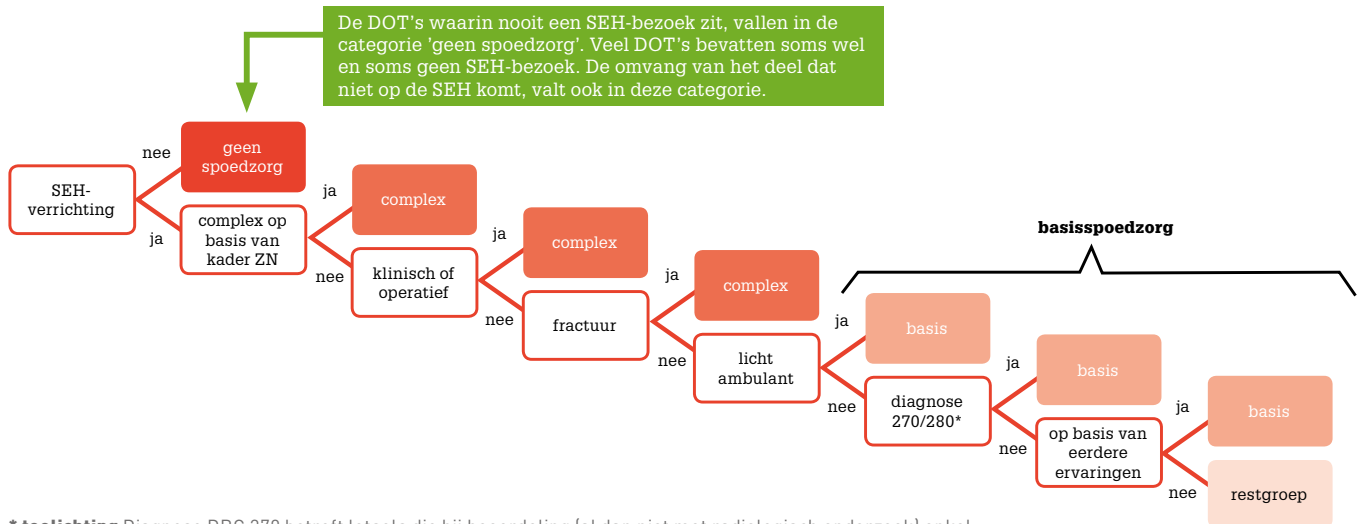 De DOT's waarin nooit een SEH-bezoek zit, vallen in de
categorie 'geen spoedzorg'. Veel DOT's bevatten soms wel
en soms geen SEH-bezoek. De omvang van het deel dat
niet op de SEH komt, valt ook in deze categorie.
nee
geen
spoedzorg
SEH-
verrichting
ja
complex op
basis van
kader ZN
ja
complex
nee
klinisch of
operatief
ja
complex
nee
fractuur
ja
complex
nee
licht
ambulant
basisspoedzorg
ja
basis
nee
diagnose
270/280*
ja
basis
nee
op basis van
eerdere
ervaringen
ja
basis
nee
restgroep